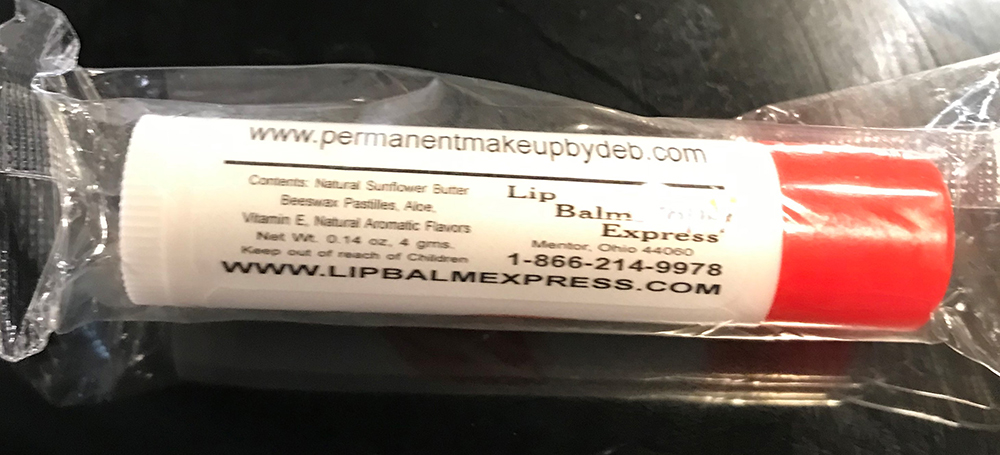 www.permanentmakeupbydeb.com
Contents: Natural Sunflower Butter
Beeswax Pastilles, Aloe,
Vitamin E, Natural Aromatic Flavors
Net Wt. 0.14 oz, 4 gms.
Keep out of reach of Children
Lip
Balm
Express
Mentor, Ohio 44060
1-866-214-9978
WWW.LIPBALMEXPRESS.COM